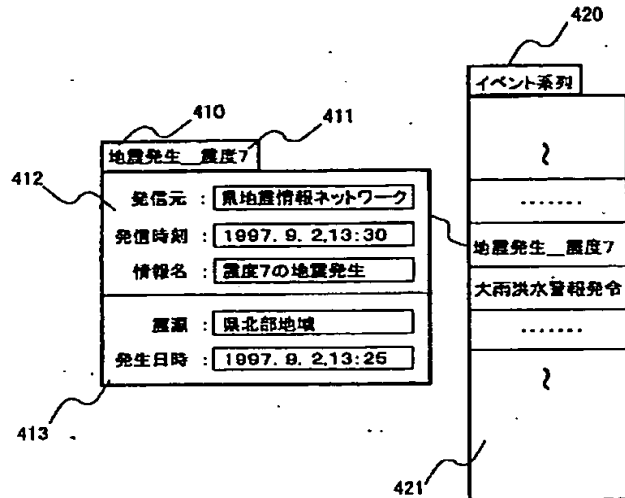 420
イベント系列
410
411
地震発生__震度7
412
発信元 : 県地震情報ネットワーク
発信時刻 : 1997. 9. 2,13:30
情報名 : 震度7の地震発生
震源 : 県北部地域
発生日時 : 1997. 9. 2,13:25
413
〜
·······
地震発生__震度7
大雨洪水警報発令
·······
〜
421